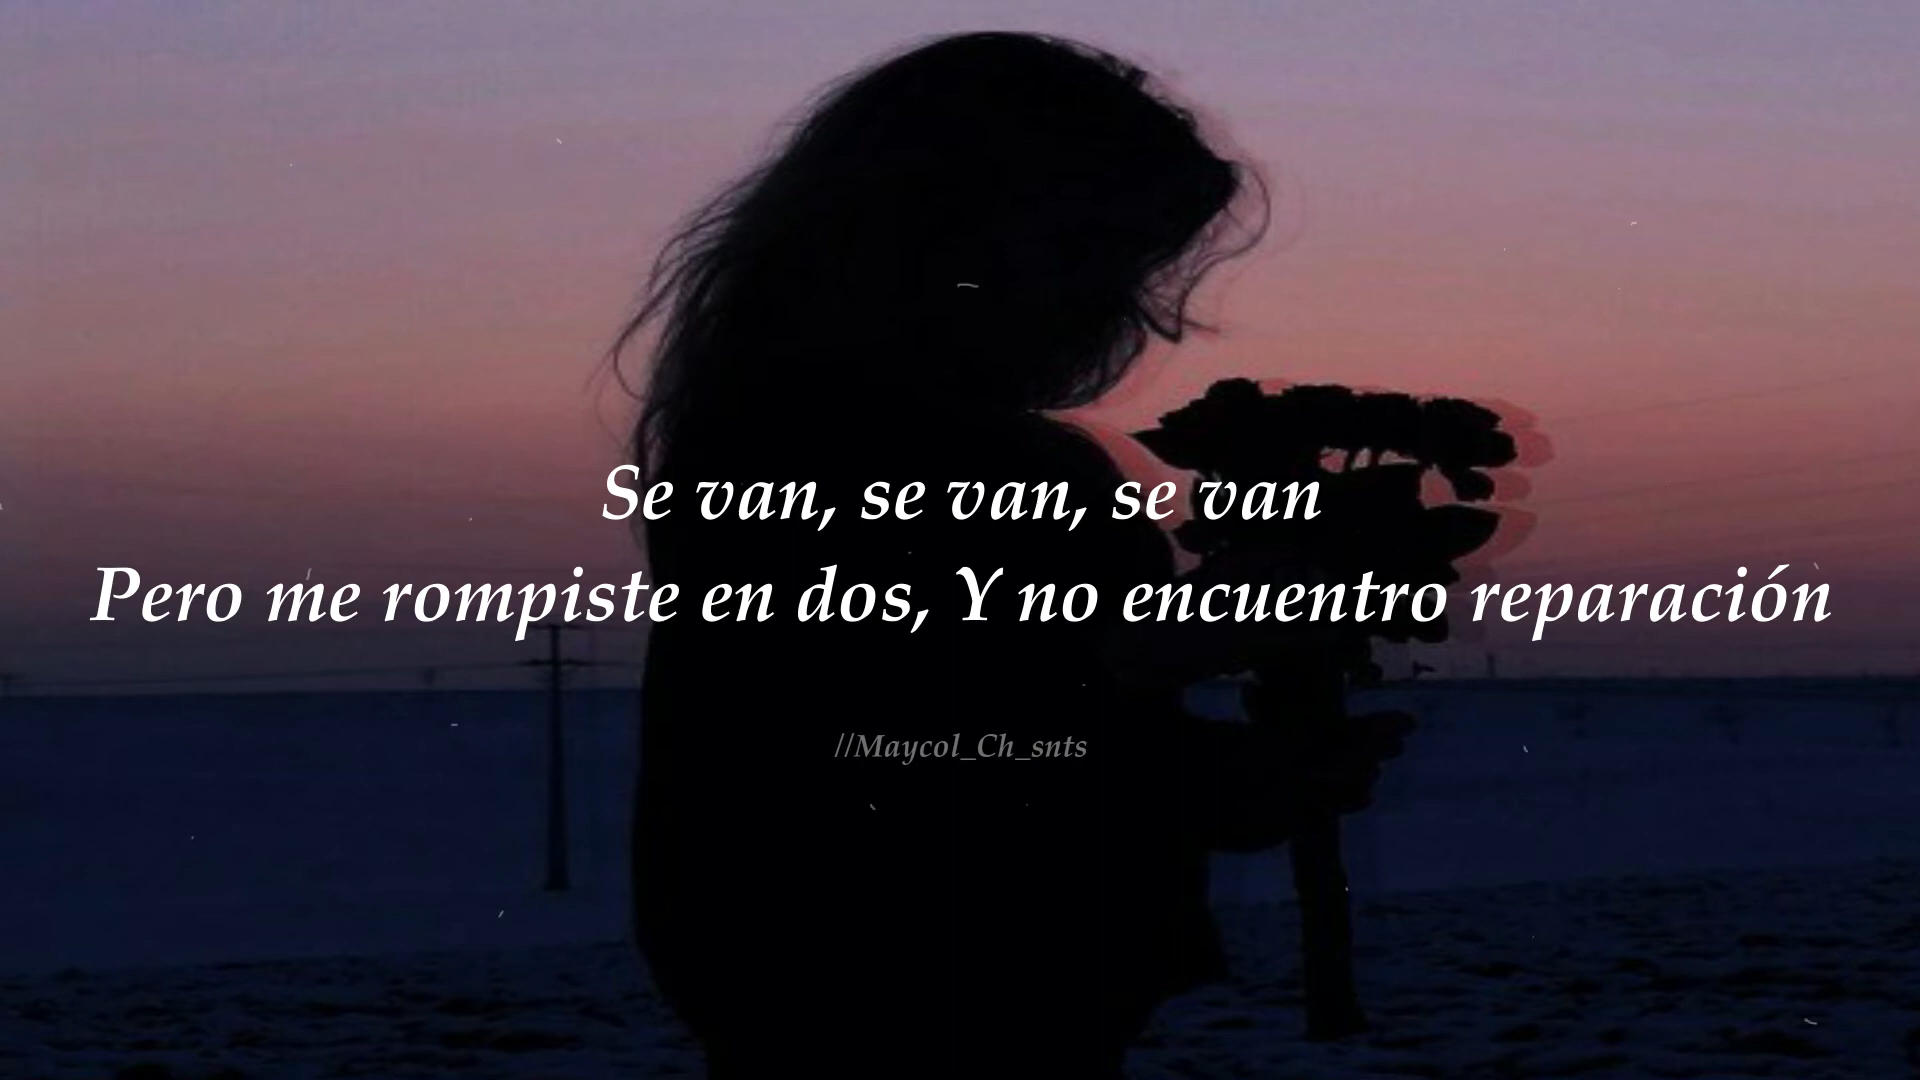 Se van, se van, se van
Pero me rompiste en dos, Y no encuentro reparación
//Maycol_Ch_snts